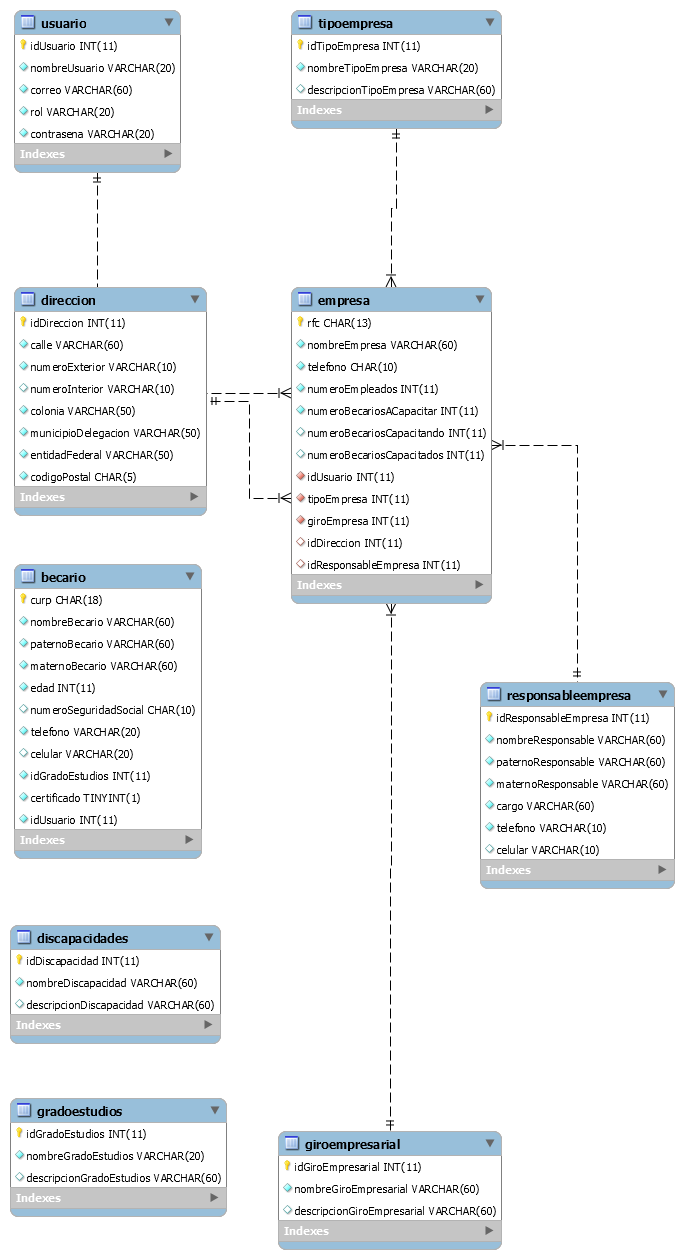 usuario
idUsuario INT(11)
nombreUsuario VARCHAR(20)
correo VARCHAR(60)
rol VARCHAR(20)
contrasena VARCHAR(20)
Indexes
tipoempresa
idTipoEmpresa INT(11)
nombreTipoEmpresa VARCHAR(20)
descripcionTipoEmpresa VARCHAR(60)
Indexes
direccion
idDireccion INT(11)
calle VARCHAR(60)
numeroExterior VARCHAR(10)
numeroInterior VARCHAR(10)
colonia VARCHAR(50)
municipioDelegacion VARCHAR(50)
entidadFederal VARCHAR(50)
codigoPostal CHAR(5)
Indexes
empresa
rfc CHAR(13)
nombreEmpresa VARCHAR(60)
telefono CHAR(10)
numeroEmpleados INT(11)
numeroBecariosACapacitar INT(11)
numeroBecariosCapacitando INT(11)
numeroBecariosCapacitados INT(11)
idUsuario INT(11)
tipoEmpresa INT(11)
giroEmpresa INT(11)
idDireccion INT(11)
idResponsableEmpresa INT(11)
Indexes
becario
curp CHAR(18)
nombreBecario VARCHAR(60)
paternoBecario VARCHAR(60)
maternoBecario VARCHAR(60)
edad INT(11)
numeroSeguridadSocial CHAR(10)
telefono VARCHAR(20)
celular VARCHAR(20)
idGradoEstudios INT(11)
certificado TINYINT(1)
idUsuario INT(11)
Indexes
responsableempresa
idResponsableEmpresa INT(11)
nombreResponsable VARCHAR(60)
paternoResponsable VARCHAR(60)
maternoResponsable VARCHAR(60)
cargo VARCHAR(60)
telefono VARCHAR(10)
celular VARCHAR(10)
Indexes
discapacidades
idDiscapacidad INT(11)
nombreDiscapacidad VARCHAR(60)
descripcionDiscapacidad VARCHAR(60)
Indexes
gradoestudios
idGradoEstudios INT(11)
nombreGradoEstudios VARCHAR(20)
descripcionGradoEstudios VARCHAR(60)
Indexes
giroempresarial
idGiroEmpresarial INT(11)
nombreGiroEmpresarial VARCHAR(60)
descripcionGiroEmpresarial VARCHAR(60)
Indexes